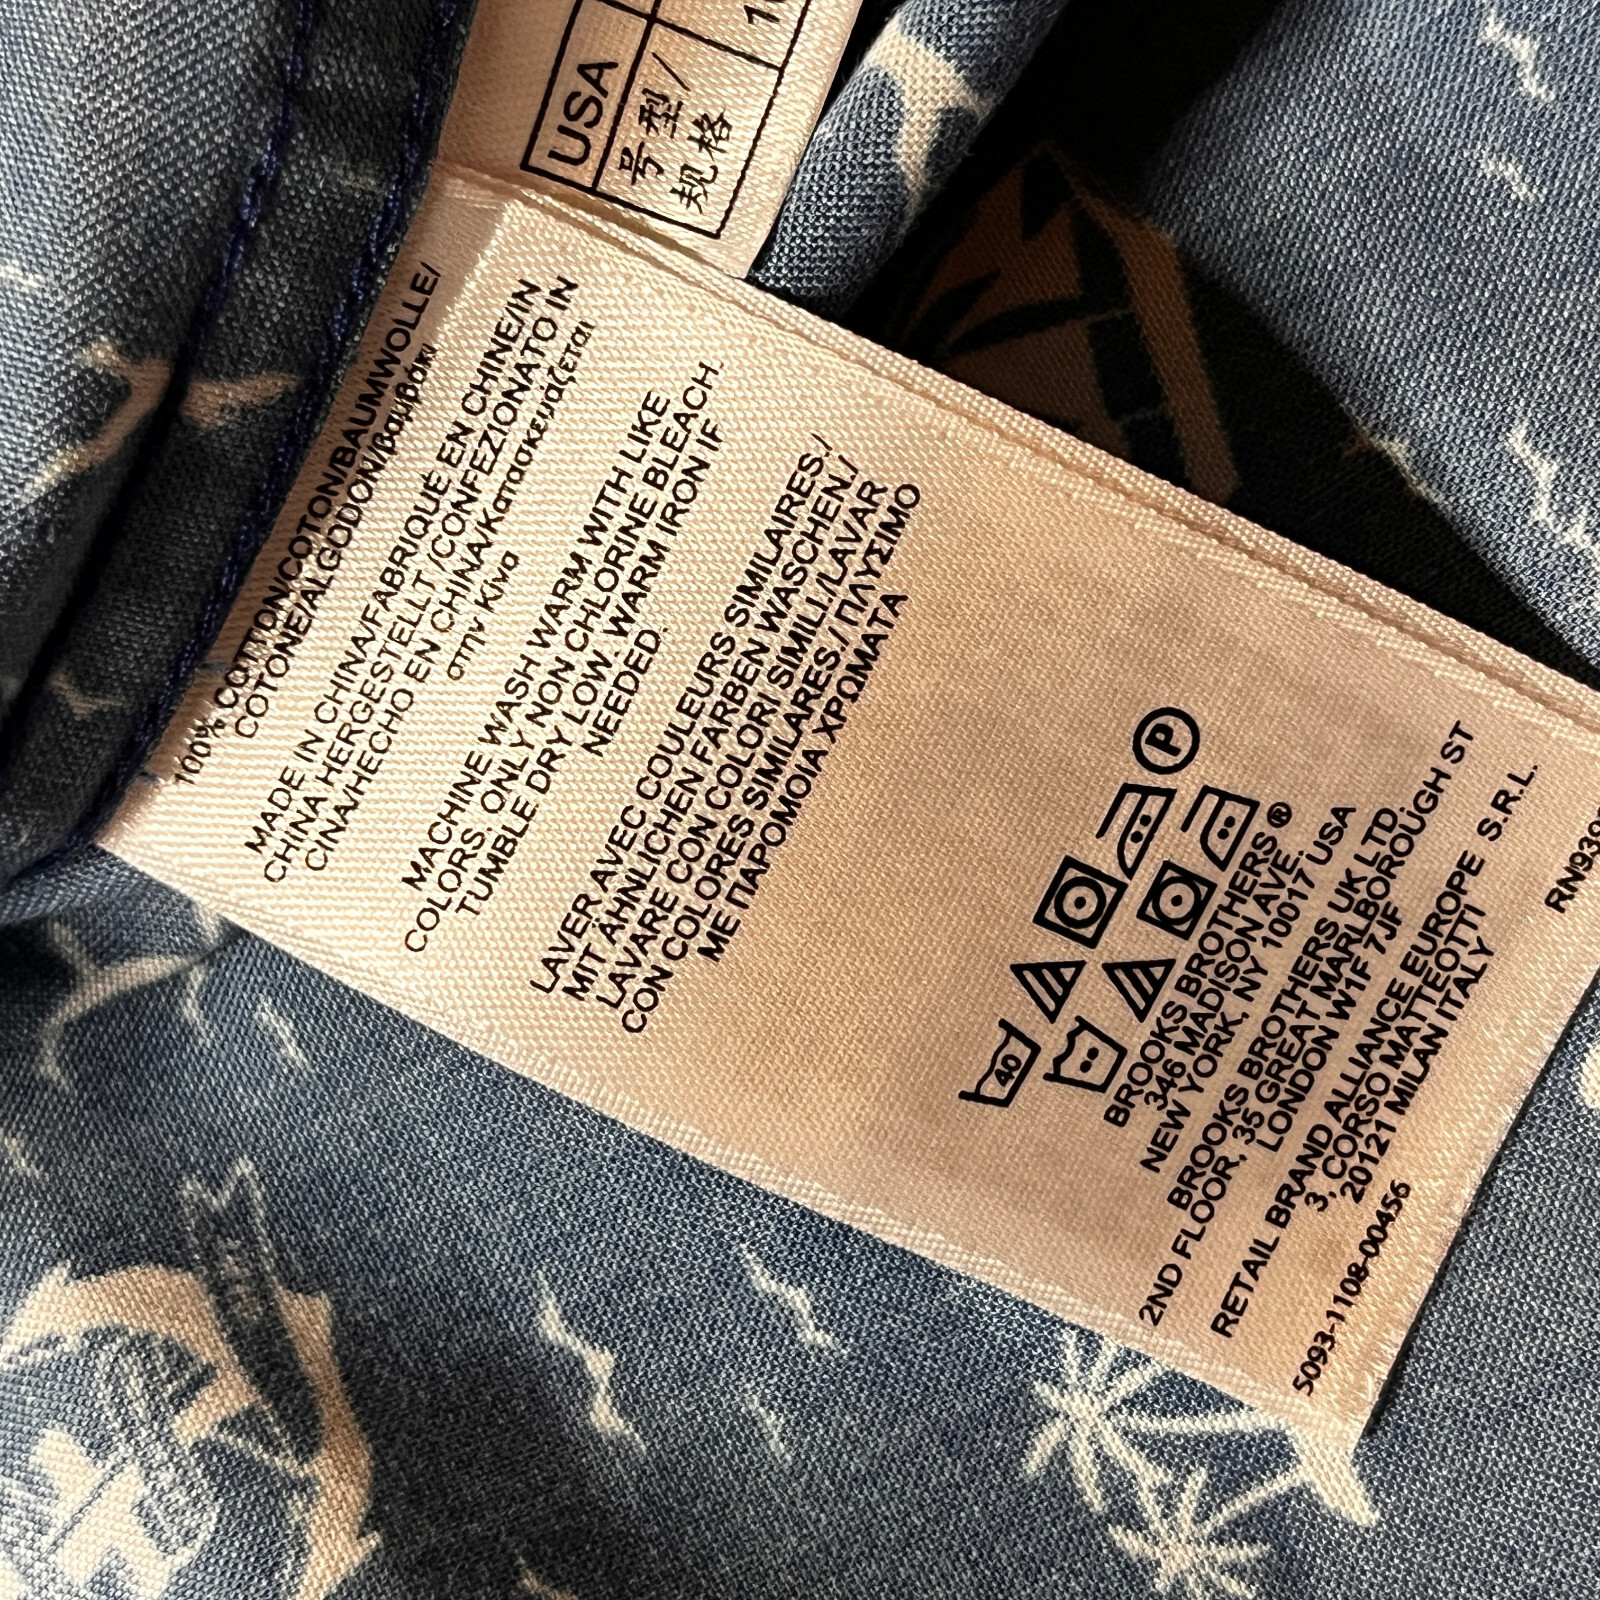 USA
号型/
规格
100% COTTON/COTON/BAUMWOLLE/
COTONE/ALGODON/βαμβάκι
MADE IN CHINA/FABRIQUÉ EN CHINE/IN
CHINA HERGESTELLT /CONFEZIONATO IN
CINA/HECHO EN CHINA/Κατασκευάζεται
στην Κίνα
MACHINE WASH WARM WITH LIKE
COLORS. ONLY NON CHLORINE BLEACH.
TUMBLE DRY LOW. WARM IRON IF
NEEDED.
LAVER AVEC COULEURS SIMILAIRES./
MIT ÄHNLICHEN FARBEN WASCHEN./
LAVARE CON COLORI SIMILI./LAVAR
CON COLORES SIMILARES./ ΠΛΥΣΙΜΟ
ΜΕ ΠΑΡΟΜΟΙΑ ΧΡΩΜΑΤΑ
40
P
BROOKS BROTHERS®
346 MADISON AVE.
NEW YORK, NY 10017 USA
BROOKS BROTHERS UK LTD
2ND FLOOR, 35 GREAT MARLBOROUGH ST
LONDON W1F 7JF
RETAIL BRAND ALLIANCE EUROPE S.R.L.
3, CORSO MATTEOTTI
20121 MILAN ITALY
5093-1108-00456